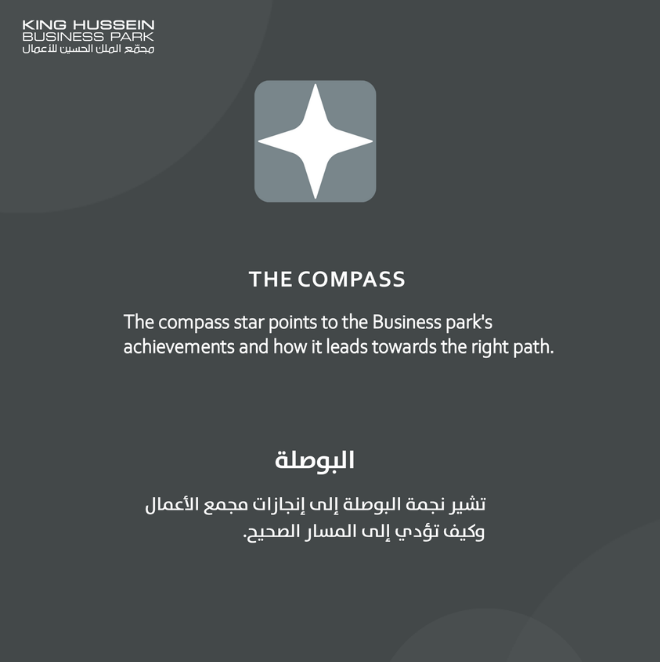 KING HUSSEIN
BUSINESS PARK
مجمّع الملك الحسين للأعمال
THE COMPASS
The compass star points to the Business park's
achievements and how it leads towards the right path.
البوصلة
تشير نجمة البوصلة إلى إنجازات مجمع الأعمال
وكيف تؤدي إلى المسار الصحيح.